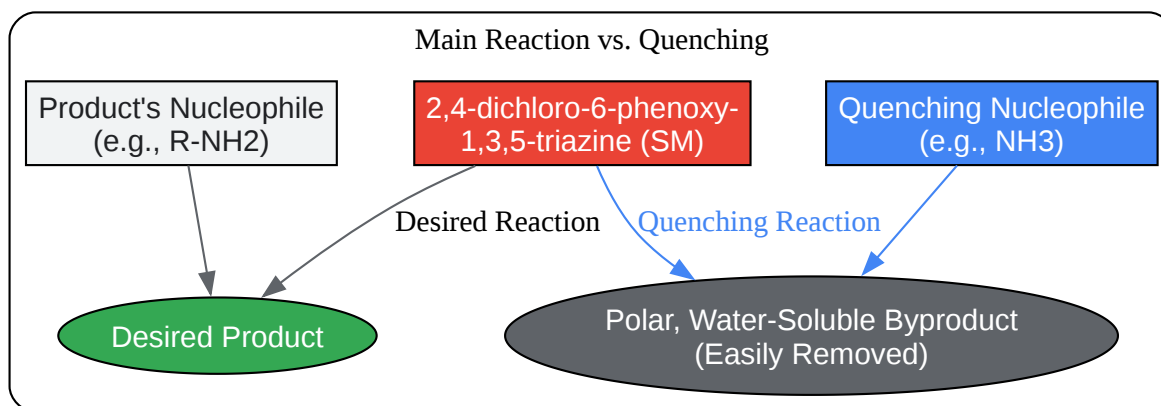 Main Reaction vs. Quenching
Product's Nucleophile
(e.g., R-NH2)
2,4-dichloro-6-phenoxy-
1,3,5-triazine (SM)
Quenching Nucleophile
(e.g., NH3)
Desired Reaction
Quenching Reaction
Desired Product
Polar, Water-Soluble Byproduct
(Easily Removed)